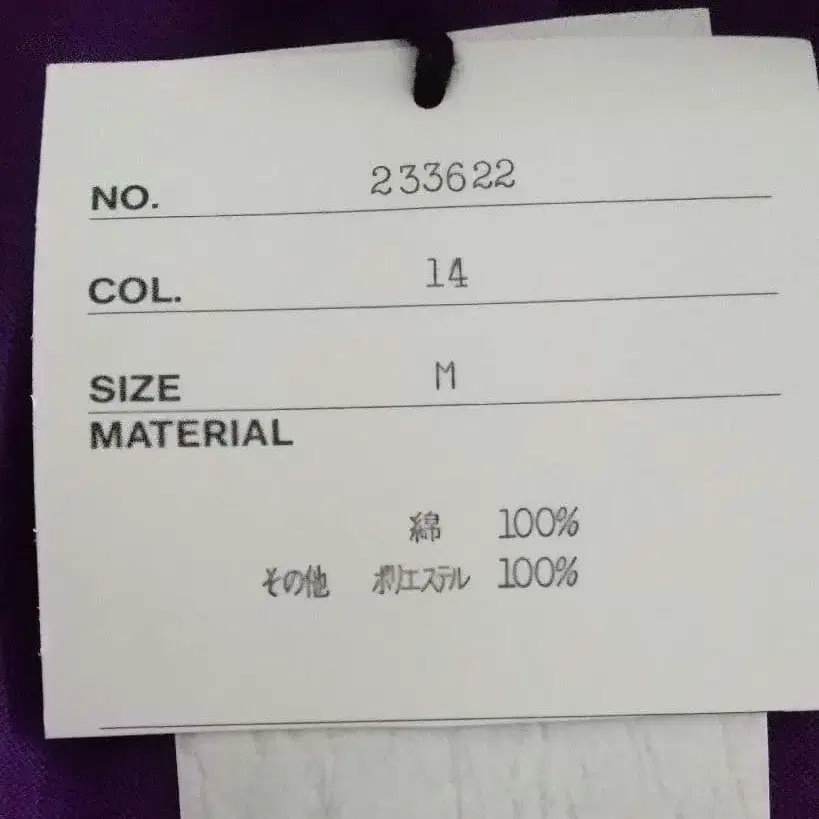 NO. 233622
COL. 14
SIZE M
MATERIAL
綿 100%
その他 ポリエステル 100%